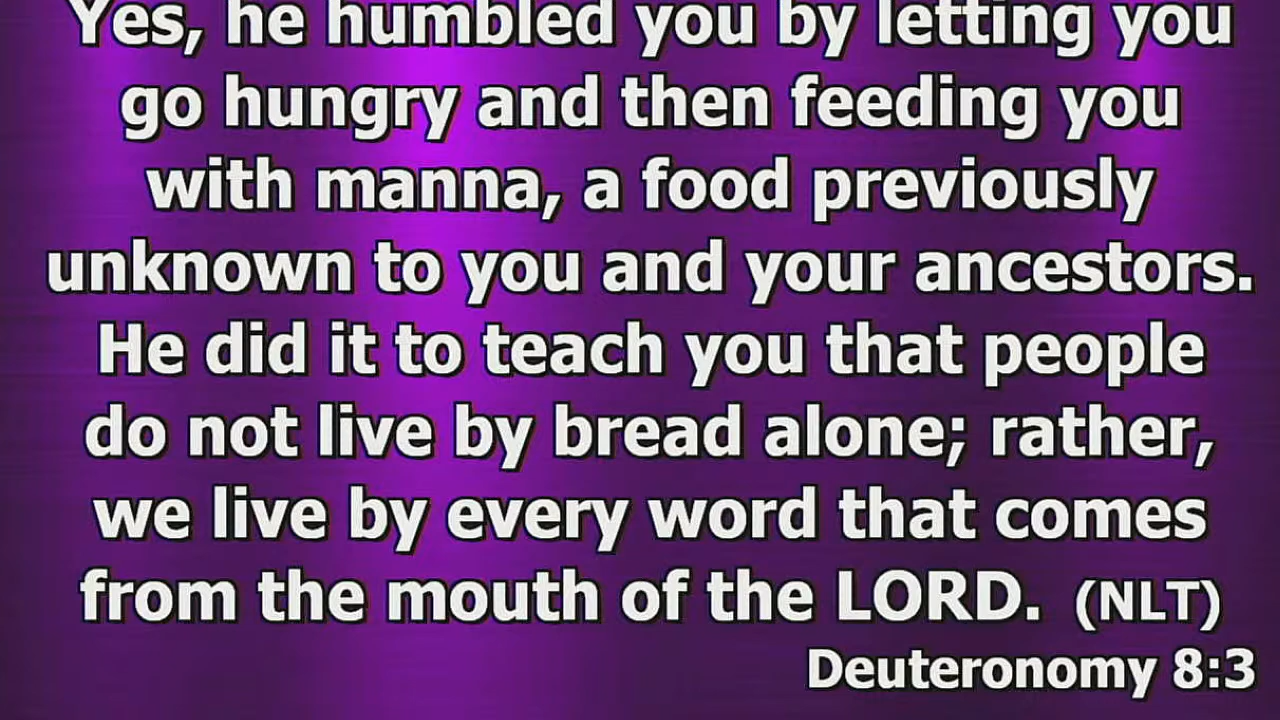 Yes, he humbled you by letting you
go hungry and then feeding you
with manna, a food previously
unknown to you and your ancestors.
He did it to teach you that people
do not live by bread alone; rather,
we live by every word that comes
from the mouth of the LORD. (NLT)
Deuteronomy 8:3